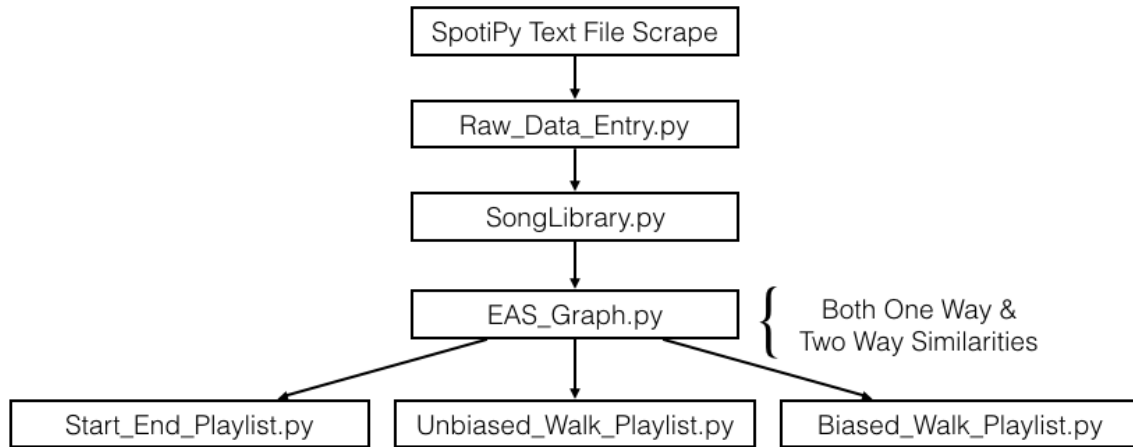 SpotiPy Text File Scrape
Raw_Data_Entry.py
SongLibrary.py
EAS_Graph.py
Both One Way &
Two Way Similarities
Start_End_Playlist.py
Unbiased_Walk_Playlist.py
Biased_Walk_Playlist.py